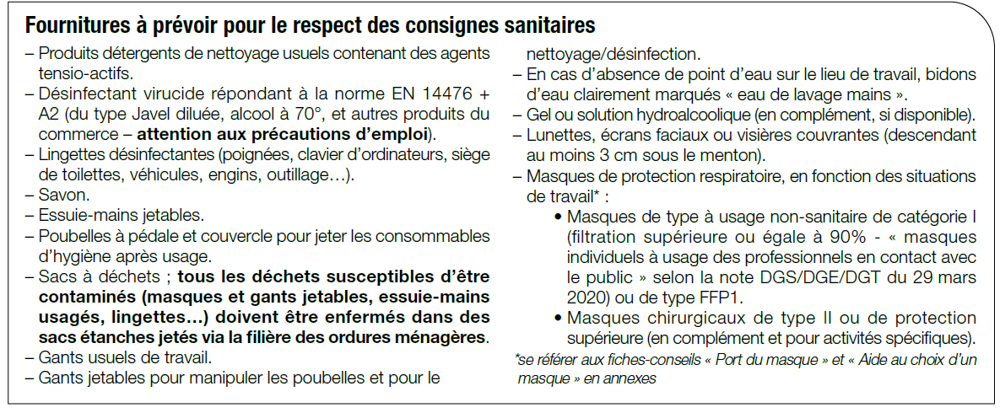 Fournitures à prévoir pour le respect des consignes sanitaires
– Produits détergents de nettoyage usuels contenant des agents
tensio-actifs.
– Désinfectant virucide répondant à la norme EN 14476 +
A2 (du type Javel diluée, alcool à 70°, et autres produits du
commerce – attention aux précautions d’emploi).
– Lingettes désinfectantes (poignées, clavier d’ordinateurs, siège
de toilettes, véhicules, engins, outillage…).
– Savon.
– Essuie-mains jetables.
– Poubelles à pédale et couvercle pour jeter les consommables
d’hygiène après usage.
– Sacs à déchets ; tous les déchets susceptibles d’être
contaminés (masques et gants jetables, essuie-mains
usagés, lingettes…) doivent être enfermés dans des
sacs étanches jetés via la filière des ordures ménagères.
– Gants usuels de travail.
– Gants jetables pour manipuler les poubelles et pour le
nettoyage/désinfection.
– En cas d’absence de point d’eau sur le lieu de travail, bidons
d’eau clairement marqués « eau de lavage mains ».
– Gel ou solution hydroalcoolique (en complément, si disponible).
– Lunettes, écrans faciaux ou visières couvrantes (descendant
au moins 3 cm sous le menton).
– Masques de protection respiratoire, en fonction des situations
de travail* :
• Masques de type à usage non-sanitaire de catégorie I
(filtration supérieure ou égale à 90% - « masques
individuels à usage des professionnels en contact avec
le public » selon la note DGS/DGE/DGT du 29 mars
2020) ou de type FFP1.
• Masques chirurgicaux de type II ou de protection
supérieure (en complément et pour activités spécifiques).
*se référer aux fiches-conseils « Port du masque » et « Aide au choix d’un
masque » en annexes